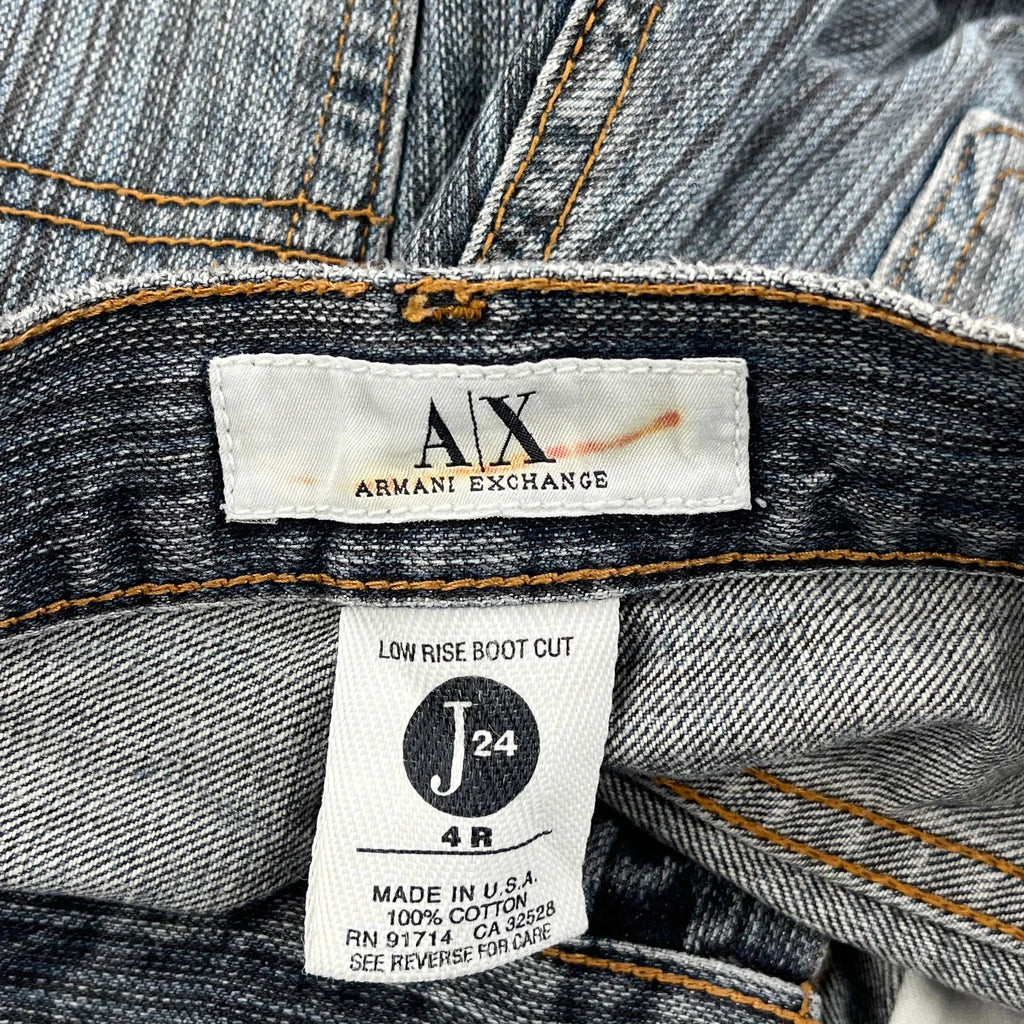 A|X
ARMANI EXCHANGE
LOW RISE BOOT CUT
J24
4 R
MADE IN U.S.A.
100% COTTON
RN 91714 CA 32528
SEE REVERSE FOR CARE